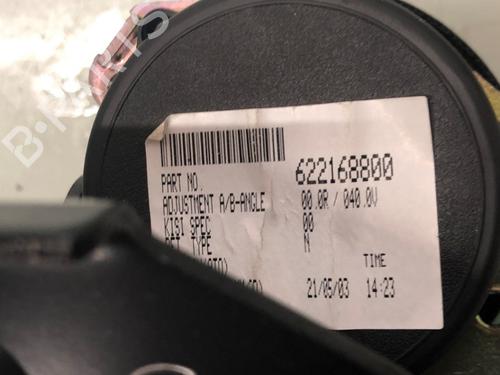 PART NO. 622168800
ADJUSTMENT A/B-ANGLE 00.0R / 040.0V
KISI SPEC 00
TYPE N
TIME
21/05/03 14:23
B-PARTS